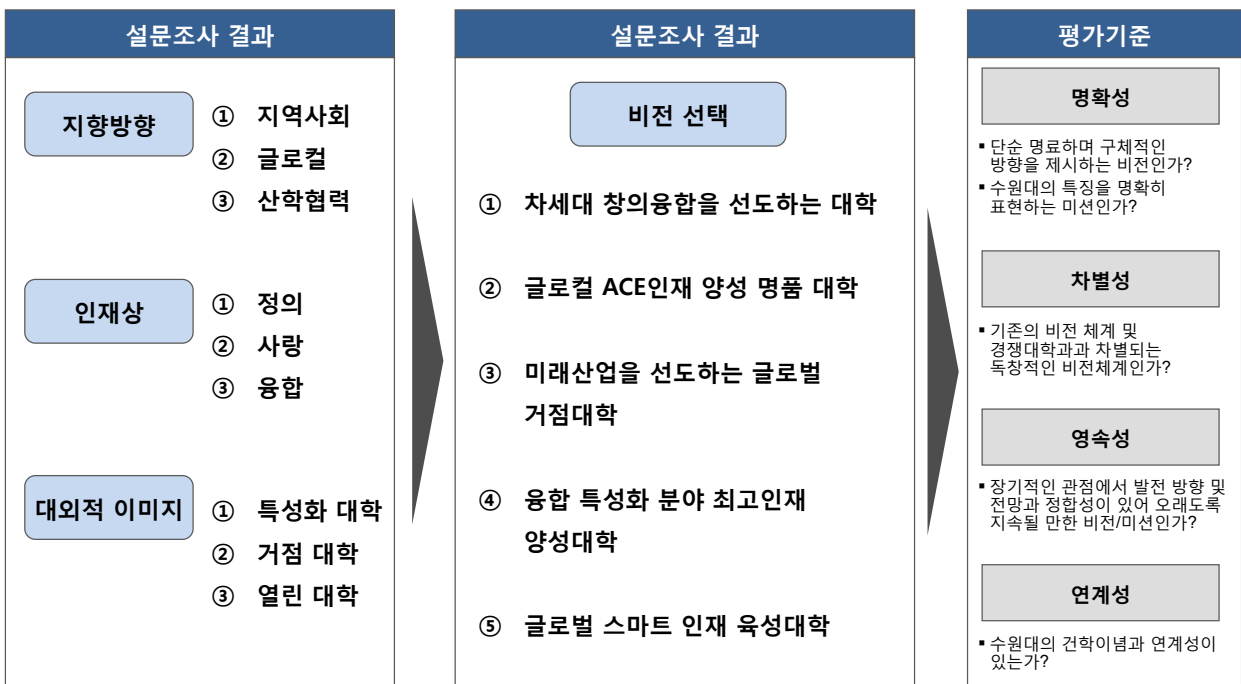 설문조사 결과
지향방향
① 지역사회
② 글로컬
③ 산학협력
인재상
① 정의
② 사랑
③ 융합
대외적 이미지
① 특성화 대학
② 거점 대학
③ 열린 대학
설문조사 결과
비전 선택
① 차세대 창의융합을 선도하는 대학
② 글로컬 ACE인재 양성 명품 대학
③ 미래산업을 선도하는 글로벌
거점대학
④ 융합 특성화 분야 최고인재
양성대학
⑤ 글로벌 스마트 인재 육성대학
평가기준
명확성
▪ 단순 명료하며 구체적인
방향을 제시하는 비전인가?
▪ 수원대의 특징을 명확히
표현하는 미션인가?
차별성
▪ 기존의 비전 체계 및
경쟁대학과과 차별되는
독창적인 비전체계인가?
영속성
▪ 장기적인 관점에서 발전 방향 및
전망과 정합성이 있어 오래도록
지속될 만한 비전/미션인가?
연계성
▪ 수원대의 건학이념과 연계성이
있는가?